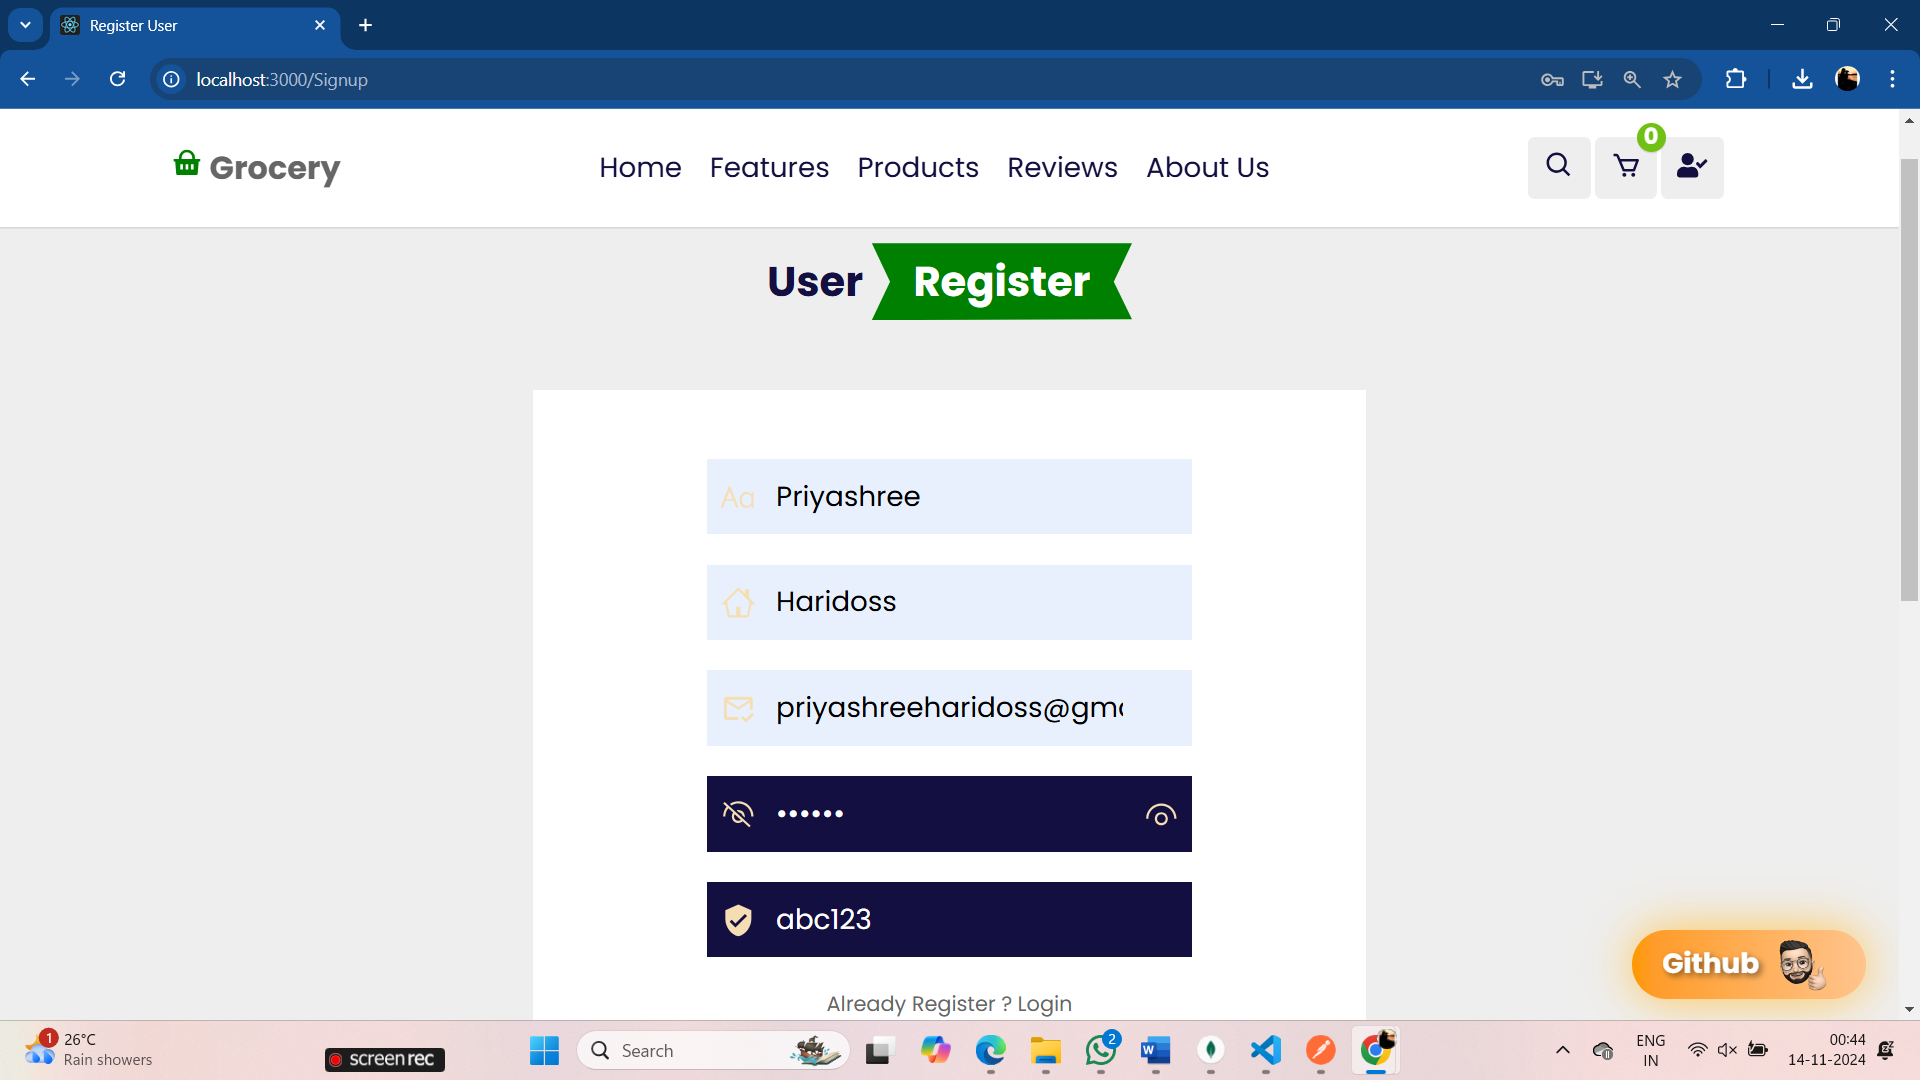 Register User
localhost:3000/Signup
Grocery
Home Features Products Reviews About Us
0
User Register
Aa Priyashree
Haridoss
priyashreeharidoss@gm
••••••
abc123
Already Register ? Login
Github
1
26°C
Rain showers
screenrec
Search
2
ENG
IN
00:44
14-11-2024